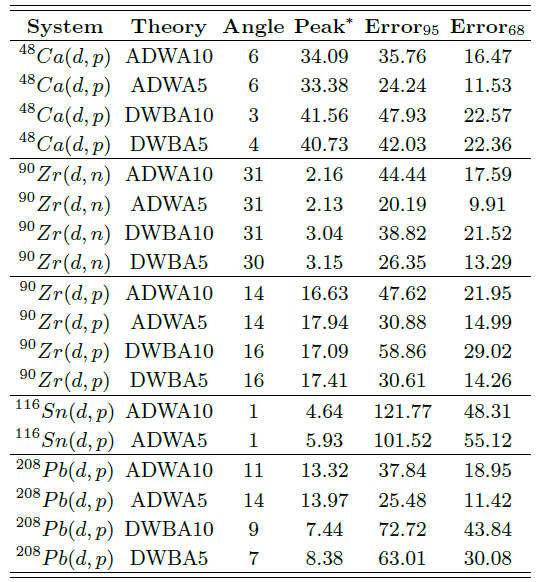 System Theory Angle Peak* Error₉₅ Error₆₈
⁴⁸Ca(d, p) ADWA10 6 34.09 35.76 16.47
⁴⁸Ca(d, p) ADWA5 6 33.38 24.24 11.53
⁴⁸Ca(d, p) DWBA10 3 41.56 47.93 22.57
⁴⁸Ca(d, p) DWBA5 4 40.73 42.03 22.36
⁹⁰Zr(d, n) ADWA10 31 2.16 44.44 17.59
⁹⁰Zr(d, n) ADWA5 31 2.13 20.19 9.91
⁹⁰Zr(d, n) DWBA10 31 3.04 38.82 21.52
⁹⁰Zr(d, n) DWBA5 30 3.15 26.35 13.29
⁹⁰Zr(d, p) ADWA10 14 16.63 47.62 21.95
⁹⁰Zr(d, p) ADWA5 14 17.94 30.88 14.99
⁹⁰Zr(d, p) DWBA10 16 17.09 58.86 29.02
⁹⁰Zr(d, p) DWBA5 16 17.41 30.61 14.26
¹¹⁶Sn(d, p) ADWA10 1 4.64 121.77 48.31
¹¹⁶Sn(d, p) ADWA5 1 5.93 101.52 55.12
²⁰⁸Pb(d, p) ADWA10 11 13.32 37.84 18.95
²⁰⁸Pb(d, p) ADWA5 14 13.97 25.48 11.42
²⁰⁸Pb(d, p) DWBA10 9 7.44 72.72 43.84
²⁰⁸Pb(d, p) DWBA5 7 8.38 63.01 30.08